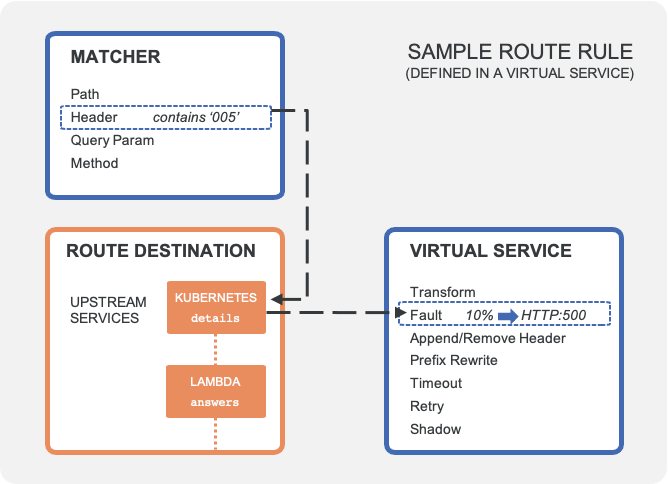 SAMPLE ROUTE RULE
(DEFINED IN A VIRTUAL SERVICE)
MATCHER
Path
Header contains ‘005’
Query Param
Method
ROUTE DESTINATION
UPSTREAM
SERVICES
KUBERNETES
details
LAMBDA
answers
VIRTUAL SERVICE
Transform
Fault 10% HTTP:500
Append/Remove Header
Prefix Rewrite
Timeout
Retry
Shadow